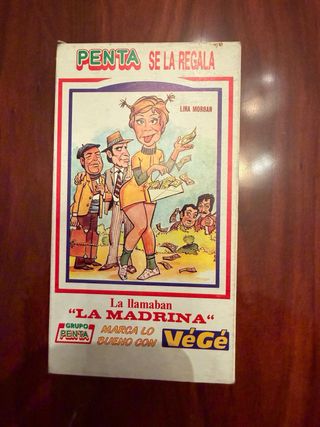 PENTA SE LA REGALA
LINA MORGAN
La llamaban
"LA MADRINA"
GRUPO
PENTA
MARCA LO
BUENO CON
VéGé